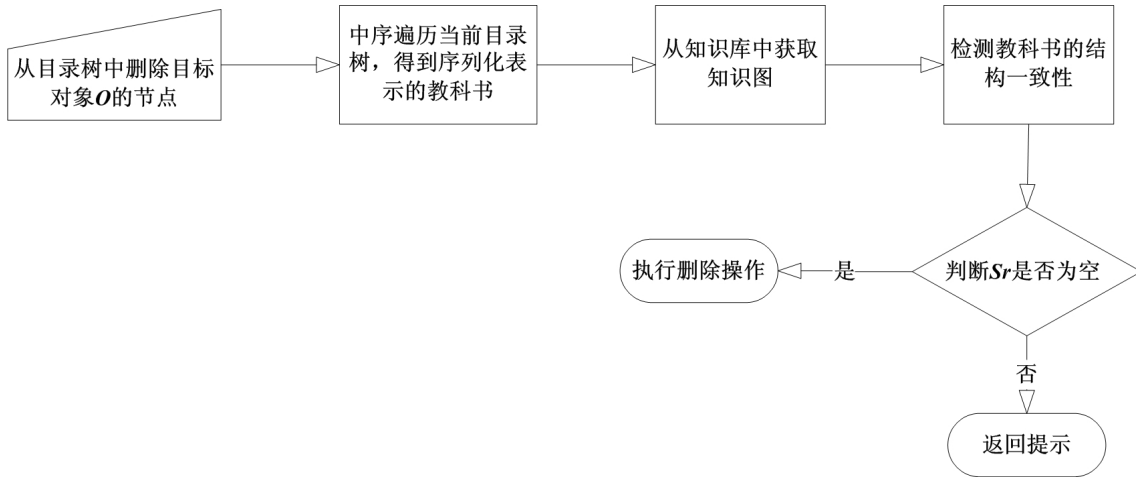 从目录树中删除目标
对象O的节点
中序遍历当前目录
树，得到序列化表
示的教科书
从知识库中获取
知识图
检测教科书的结
构一致性
判断Sr是否为空
是
执行删除操作
否
返回提示